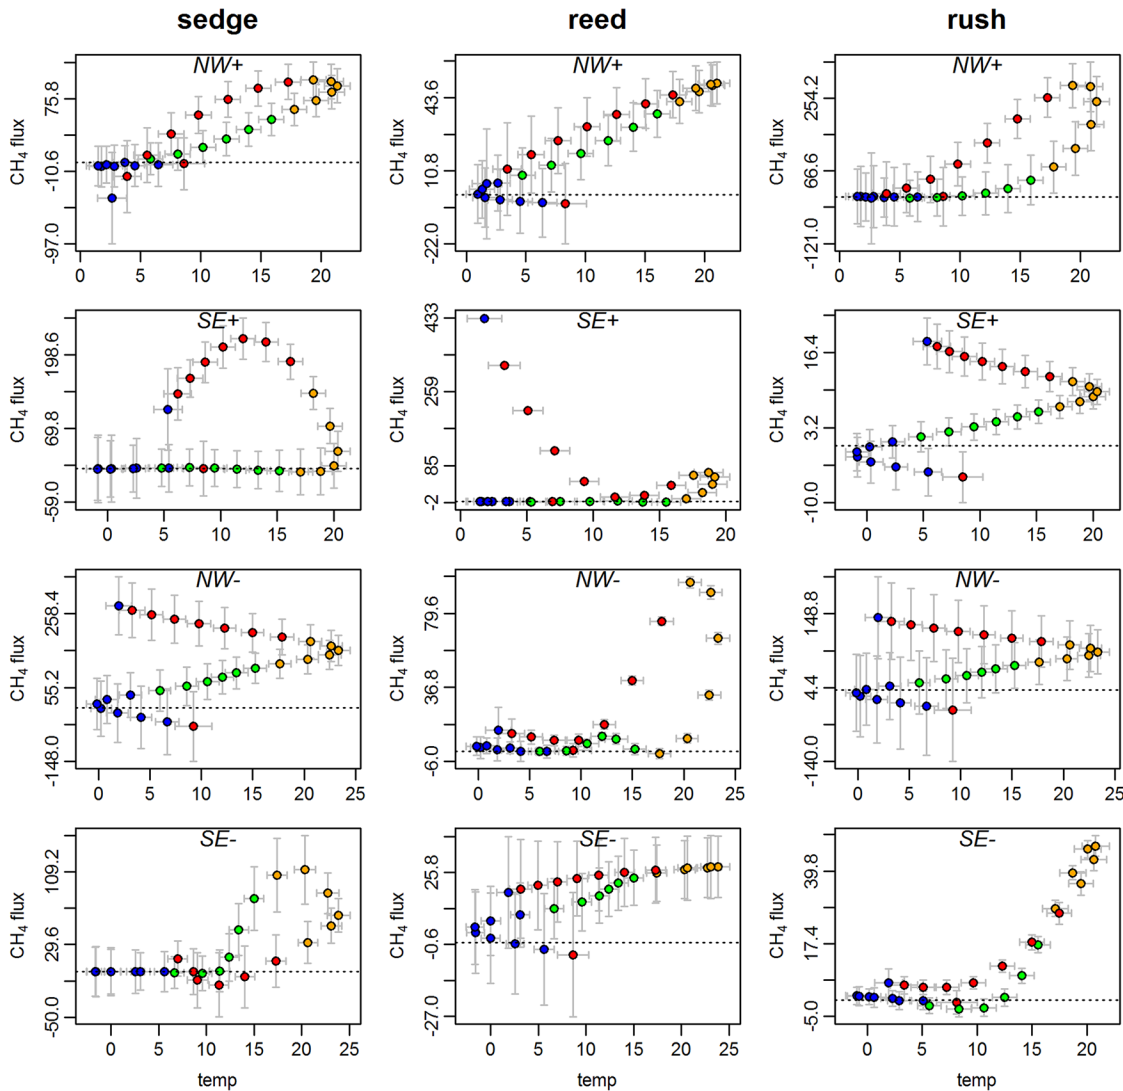 sedge
reed
rush
NW+
CH4 flux
75.8
-10.6
-97.0
0 5 10 15 20
NW+
CH4 flux
43.6
10.8
-22.0
0 5 10 15 20
NW+
CH4 flux
254.2
66.6
-121.0
0 5 10 15 20
SE+
CH4 flux
198.6
69.8
-59.0
0 5 10 15 20
SE+
CH4 flux
433
259
85
-2
0 5 10 15 20
SE+
CH4 flux
16.4
3.2
-10.0
0 5 10 15 20
NW-
CH4 flux
258.4
55.2
-148.0
0 5 10 15 20 25
NW-
CH4 flux
79.6
36.8
-6.0
0 5 10 15 20 25
NW-
CH4 flux
148.8
4.4
-140.0
0 5 10 15 20 25
SE-
CH4 flux
109.2
29.6
-50.0
0 5 10 15 20 25
temp
SE-
CH4 flux
25.8
-0.6
-27.0
0 5 10 15 20 25
temp
SE-
CH4 flux
39.8
17.4
-5.0
0 5 10 15 20
temp